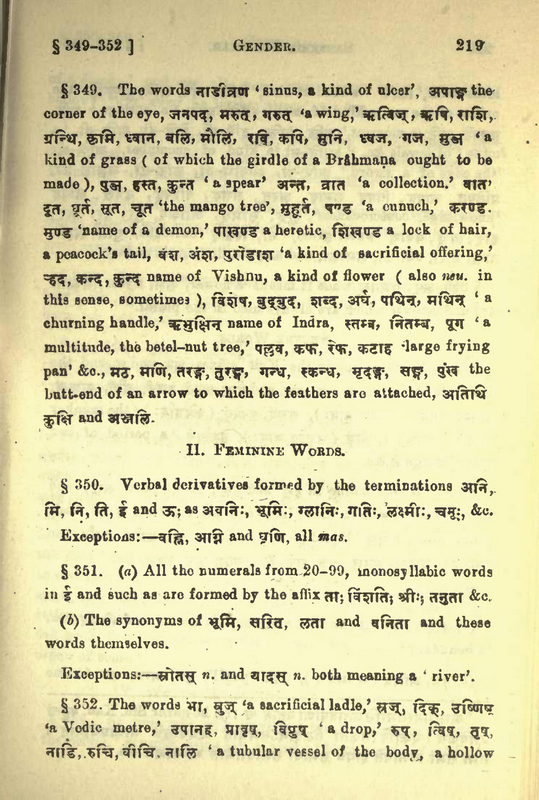 § 349-352 ] GENDER. 219
§ 349. The words नाडीव्रण ‘sinus, a kind of ulcer’, अपाङ्ग the
corner of the eye, जनपद, मरुत्, गरुत् ‘a wing,’ ऋत्विज्, ऋषि, राशि,
ग्रन्थि, क्रमि, ध्वान, बलि, मौलि, रवि, कपि, मुनि, ध्वज, गज, मुञ्ज ‘a
kind of grass ( of which the girdle of a Brâhmaṇa ought to be
made ), पुञ्ज, हस्त, कुन्त ‘a spear’ अन्त, व्रात ‘a collection.’ वात’
दूत, धूर्त, सूत, चूत ‘the mango tree’, मुहूर्त, षण्ड ‘a eunuch,’ करण्ड.
मुण्ड ‘name of a demon,’ पाखण्ड a heretic, शिखण्ड a lock of hair,
a peacock's tail, वंश, अंश, पुरोडाश ‘a kind of sacrificial offering,’
ऱ्हद, कन्द, कुन्द name of Vishnu, a kind of flower ( also neu. in
this sense, sometimes ), विशेष, बुद्बुद, शब्द, अर्घ, पथिन्, मथिन् ‘a
churning handle,’ ऋभुक्षिन् name of Indra, स्तम्ब, नितम्ब, पूग ‘a
multitude, the betel-nut tree,’ पल्लव, कफ, रेफ, कटाह ‘large frying
pan’ &c., मठ, मणि, तरङ्ग, तुरङ्ग, गन्ध, स्कन्ध, मृदङ्ग, सङ्ग, पुंख the
butt-end of an arrow to which the feathers are attached, अतिथि
कुक्षि and अञ्जलि.
II. FEMININE WORDS.
§ 350. Verbal derivatives formed by the terminations अनि,
मि, नि, ति, ई and ऊ; as अवनिः, भूमिः, ग्लानिः, गतिः, लक्ष्मीः, चमूः, &c.
Exceptions:—वह्नि, अग्नि and घृणि, all mas.
§ 351. (a) All the numerals from 20-99, monosyllabic words
in ई and such as are formed by the affix ता; विंशति; श्रीः; तनुता &c.
(b) The synonyms of भूमि, सरित, लता and वनिता and these
words themselves.
Exceptions:—स्रोतस् n. and यादस् n. both meaning a ‘river’.
§ 352. The words भा, स्रुज् ‘a sacrificial ladle,’ स्रज्, दिक्, उष्णिष्
‘a Vedic metre,’ उपानह्, प्रावृष्, विप्रुष् ‘a drop,’ रुष्, त्विष्, तृष्,
नाडि, रुचि, वीचि, नालि ‘a tubular vessel of the body, a hollow